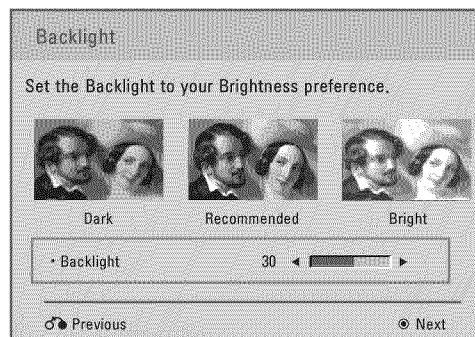 Backlight
Set the Backlight to your Brightness preference.
Dark Recommended Bright
• Backlight 30 ◄ ►
Previous ◉ Next